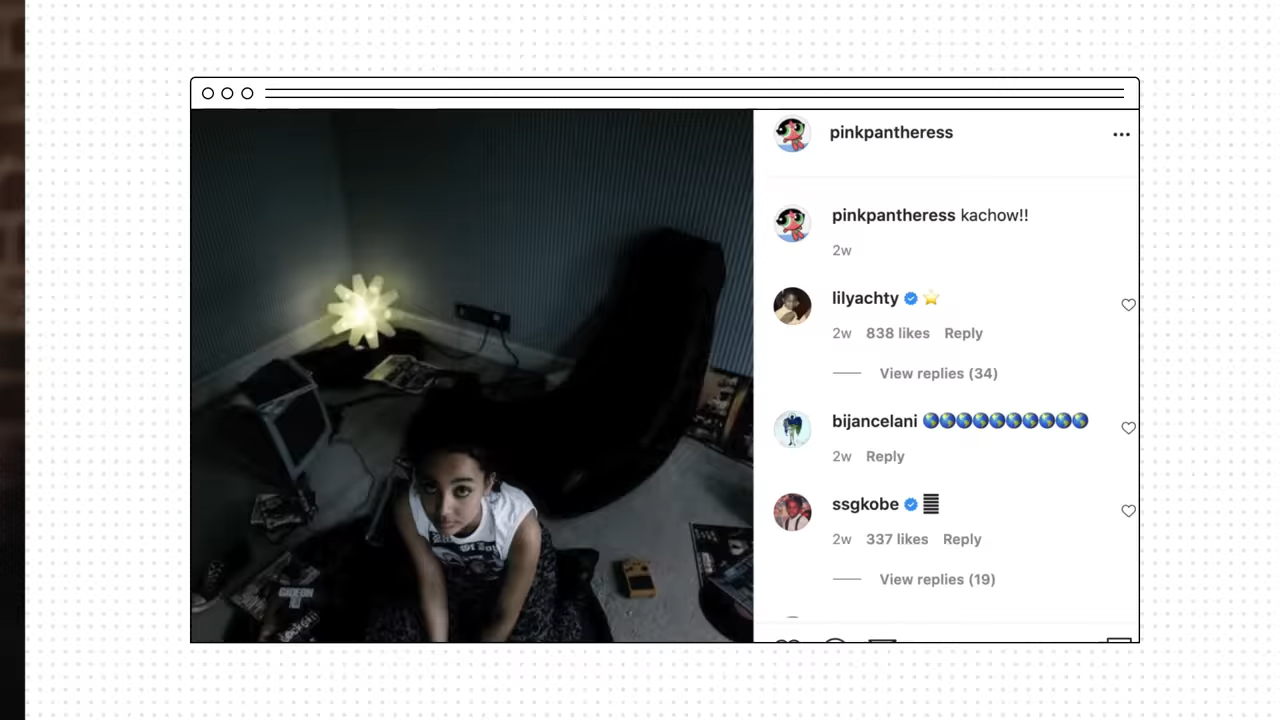 pinkpantheress
pinkpantheress kachow!!
2w
lilyachty ⭐
2w 838 likes Reply
View replies (34)
bijancelani 🌎🌎🌎🌎🌎🌎🌎🌎🌎🌎
2w Reply
ssgkobe
2w 337 likes Reply
View replies (19)